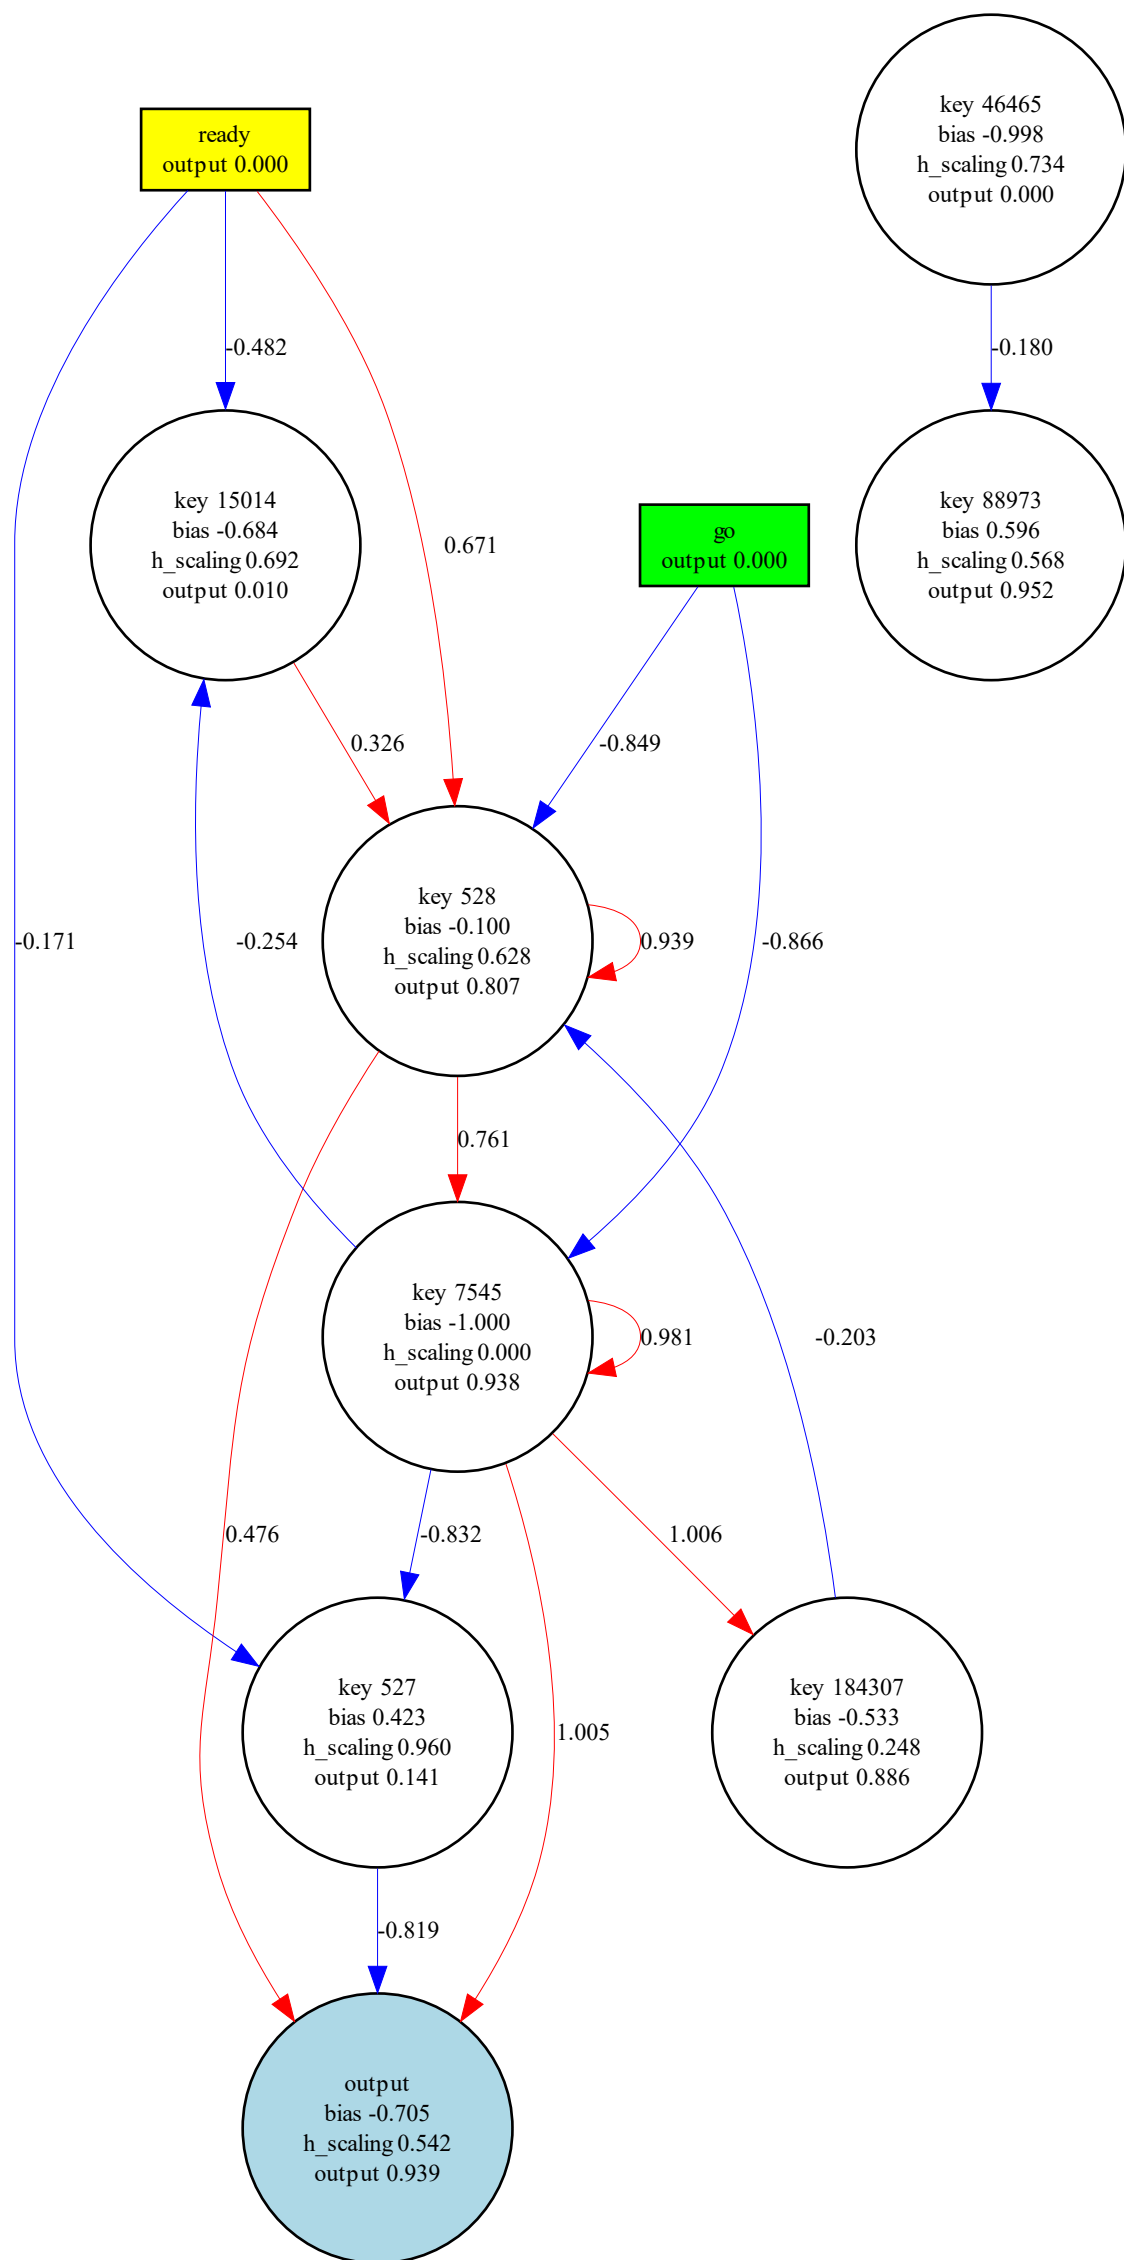 key 46465
bias -0.998
h_scaling 0.734
output 0.000
ready
output 0.000
-0.482
-0.180
key 15014
bias -0.684
h_scaling 0.692
output 0.010
0.671
go
output 0.000
key 88973
bias 0.596
h_scaling 0.568
output 0.952
0.326
-0.849
-0.171
-0.254
key 528
bias -0.100
h_scaling 0.628
output 0.807
0.939
-0.866
0.761
key 7545
bias -1.000
h_scaling 0.000
output 0.938
0.981
-0.203
0.476
-0.832
1.006
key 527
bias 0.423
h_scaling 0.960
output 0.141
1.005
key 184307
bias -0.533
h_scaling 0.248
output 0.886
-0.819
output
bias -0.705
h_scaling 0.542
output 0.939